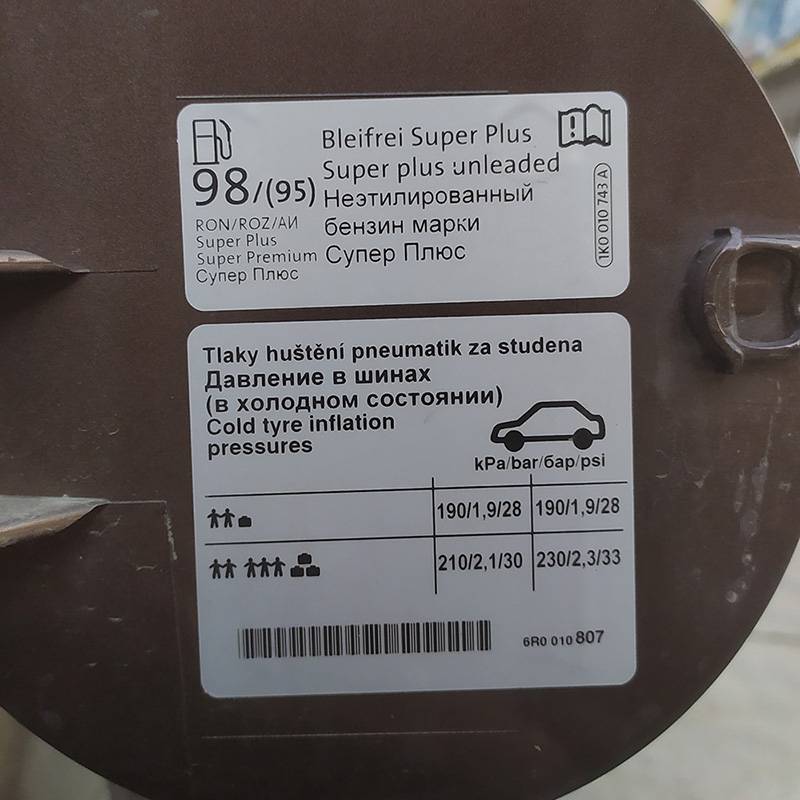 98/(95)
RON/ROZ/АИ
Super Plus
Super Premium
Супер Плюс
Bleifrei Super Plus
Super plus unleaded
Неэтилированный
бензин марки
Супер Плюс
1K0 010 743 A
Tlaky huštění pneumatik za studena
Давление в шинах
(в холодном состоянии)
Cold tyre inflation
pressures
kPa/bar/бар/psi
190/1,9/28 190/1,9/28
210/2,1/30 230/2,3/33
6R0 010 807